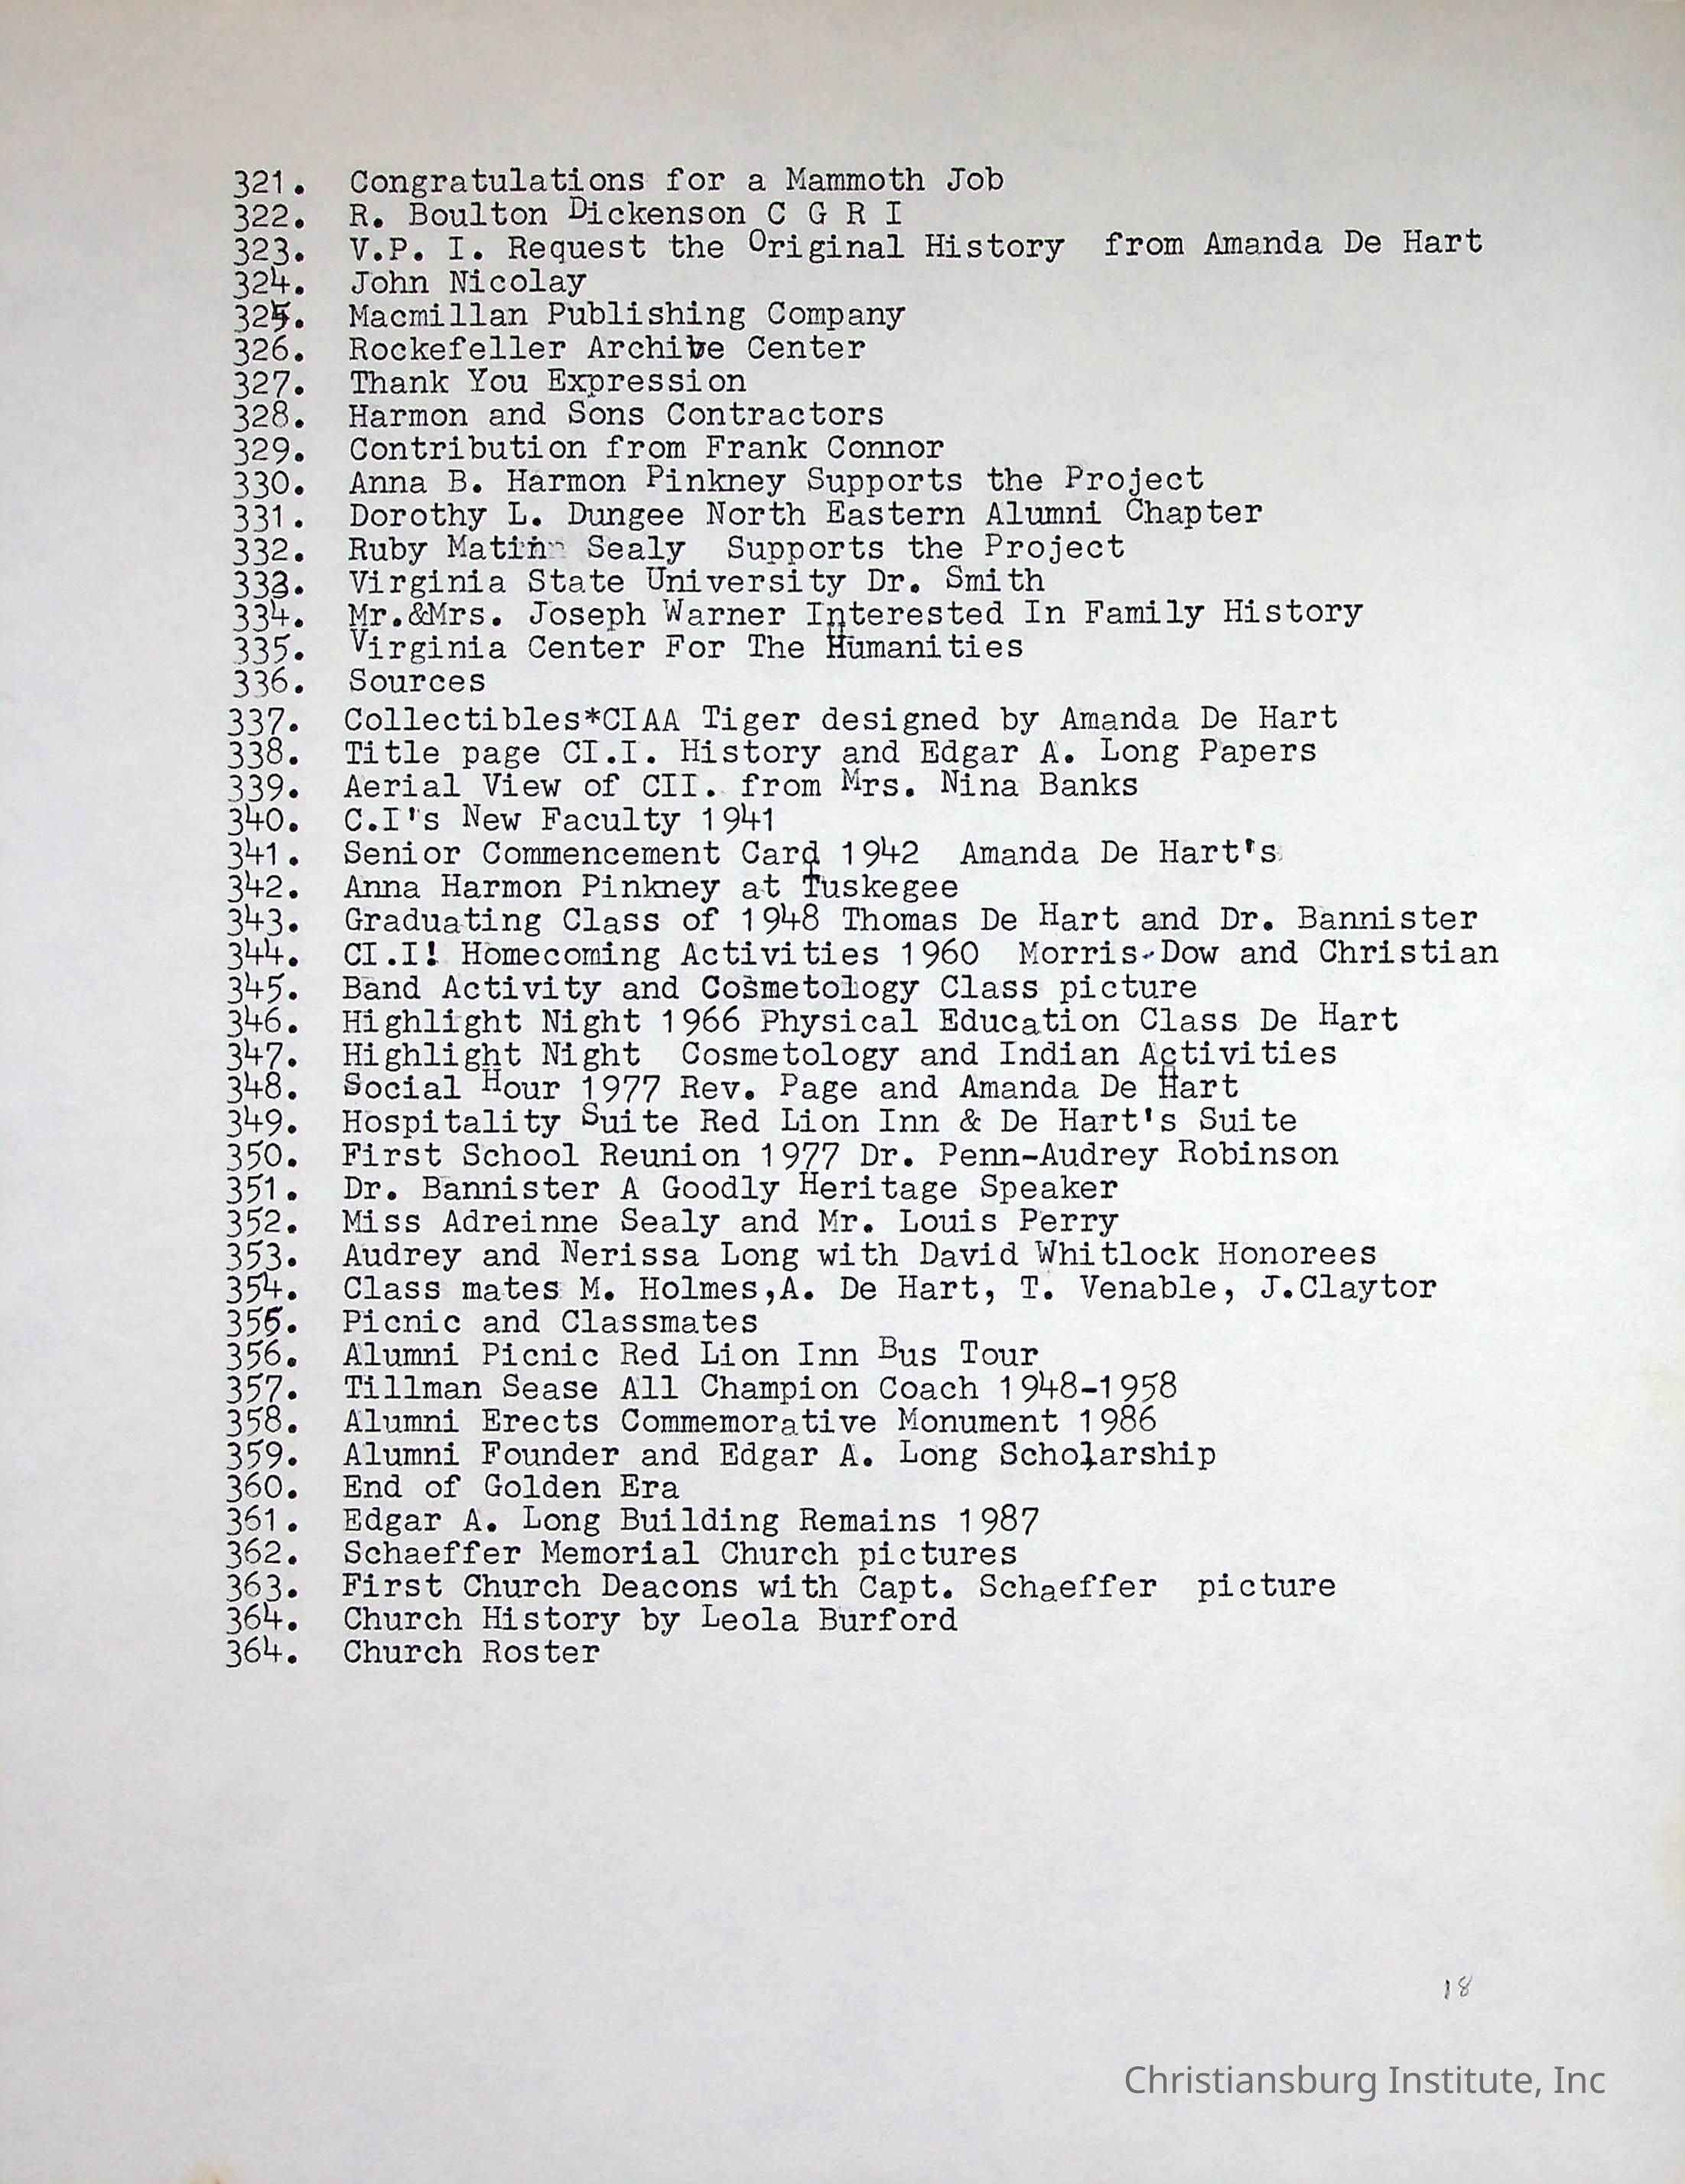 321. Congratulations for a Mammoth Job
322. R. Boulton Dickenson C G R I
323. V.P. I. Request the Original History from Amanda De Hart
324. John Nicolay
325. Macmillan Publishing Company
326. Rockefeller Archive Center
327. Thank You Expression
328. Harmon and Sons Contractors
329. Contribution from Frank Connor
330. Anna B. Harmon Pinkney Supports the Project
331. Dorothy L. Dungee North Eastern Alumni Chapter
332. Ruby Matin Sealy Supports the Project
333. Virginia State University Dr. Smith
334. Mr.&Mrs. Joseph Warner Interested In Family History
335. Virginia Center For The Humanities
336. Sources
337. Collectibles*CIAA Tiger designed by Amanda De Hart
338. Title page CI.I. History and Edgar A. Long Papers
339. Aerial View of CII. from Mrs. Nina Banks
340. C.I's New Faculty 1941
341. Senior Commencement Card 1942 Amanda De Hart's
342. Anna Harmon Pinkney at Tuskegee
343. Graduating Class of 1948 Thomas De Hart and Dr. Bannister
344. CI.I! Homecoming Activities 1960 Morris-Dow and Christian
345. Band Activity and Cosmetology Class picture
346. Highlight Night 1966 Physical Education Class De Hart
347. Highlight Night Cosmetology and Indian Activities
348. Social Hour 1977 Rev. Page and Amanda De Hart
349. Hospitality Suite Red Lion Inn & De Hart's Suite
350. First School Reunion 1977 Dr. Penn-Audrey Robinson
351. Dr. Bannister A Goodly Heritage Speaker
352. Miss Adreinne Sealy and Mr. Louis Perry
353. Audrey and Nerissa Long with David Whitlock Honorees
354. Class mates M. Holmes,A. De Hart, T. Venable, J.Claytor
355. Picnic and Classmates
356. Alumni Picnic Red Lion Inn Bus Tour
357. Tillman Sease All Champion Coach 1948-1958
358. Alumni Erects Commemorative Monument 1986
359. Alumni Founder and Edgar A. Long Scholarship
360. End of Golden Era
361. Edgar A. Long Building Remains 1987
362. Schaeffer Memorial Church pictures
363. First Church Deacons with Capt. Schaeffer picture
364. Church History by Leola Burford
364. Church Roster
18
Christiansburg Institute, Inc